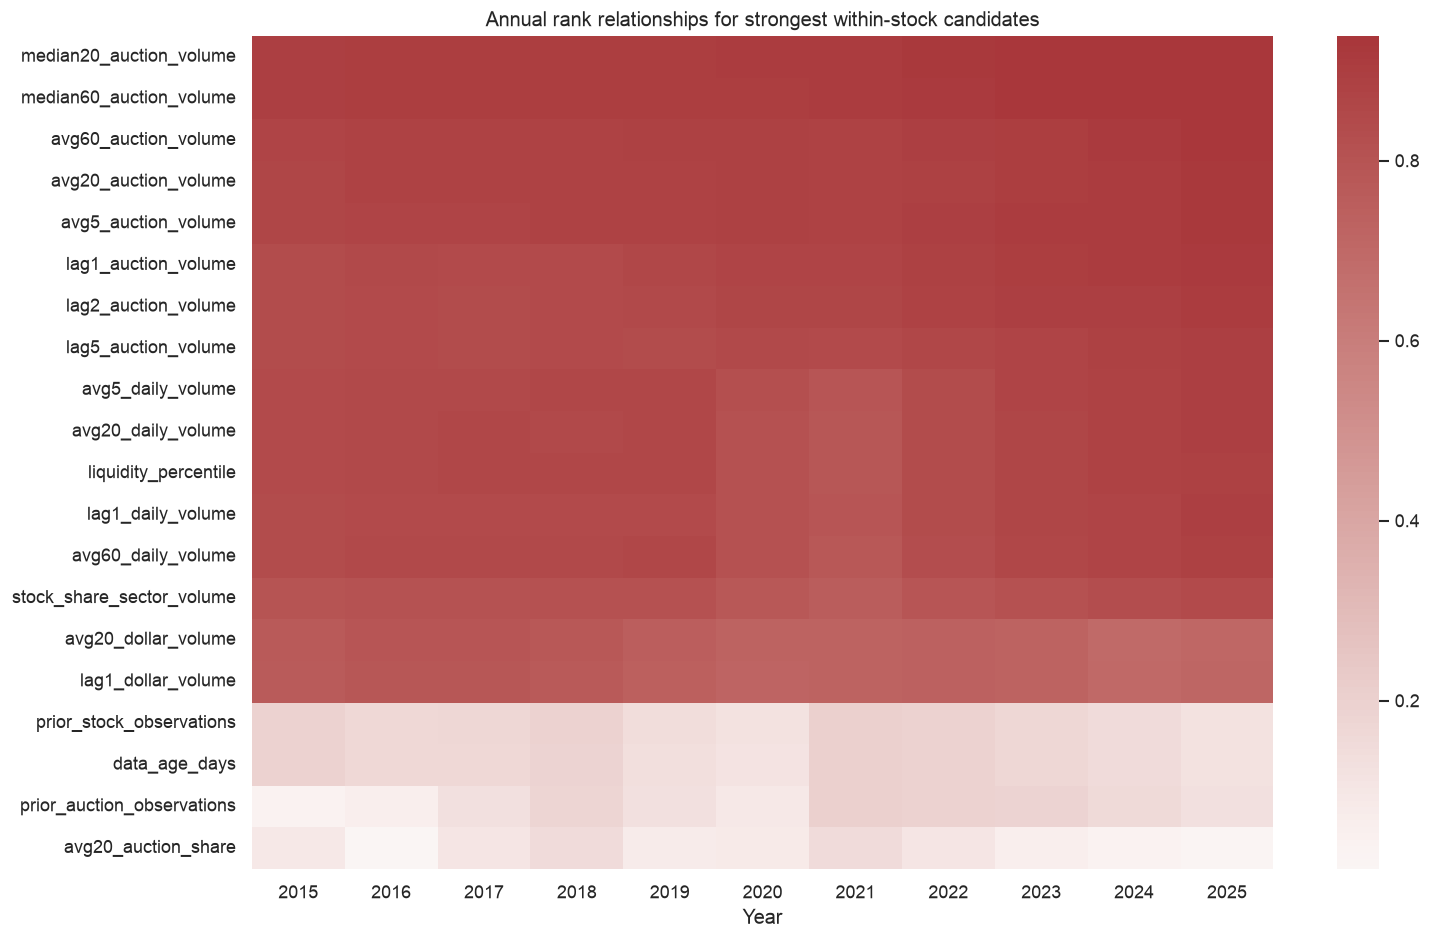 Annual rank relationships for strongest within-stock candidates
median20_auction_volume
median60_auction_volume
avg60_auction_volume
avg20_auction_volume
avg5_auction_volume
lag1_auction_volume
lag2_auction_volume
lag5_auction_volume
avg5_daily_volume
avg20_daily_volume
liquidity_percentile
lag1_daily_volume
avg60_daily_volume
stock_share_sector_volume
avg20_dollar_volume
lag1_dollar_volume
prior_stock_observations
data_age_days
prior_auction_observations
avg20_auction_share
2015 2016 2017 2018 2019 2020 2021 2022 2023 2024 2025
Year
0.8
0.6
0.4
0.2